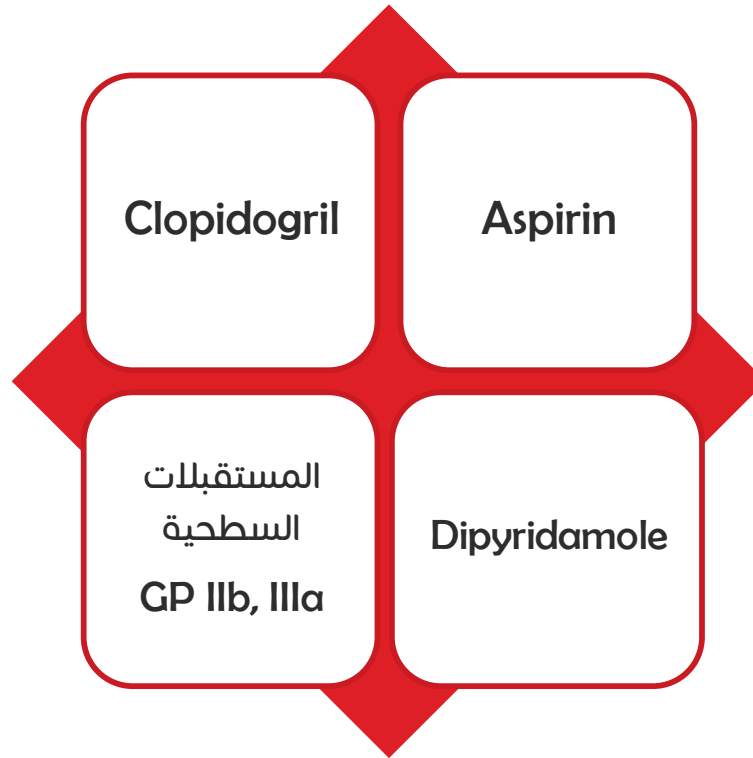 Clopidogril
Aspirin
المستقبلات
السطحية
GP IIb, IIIa
Dipyridamole